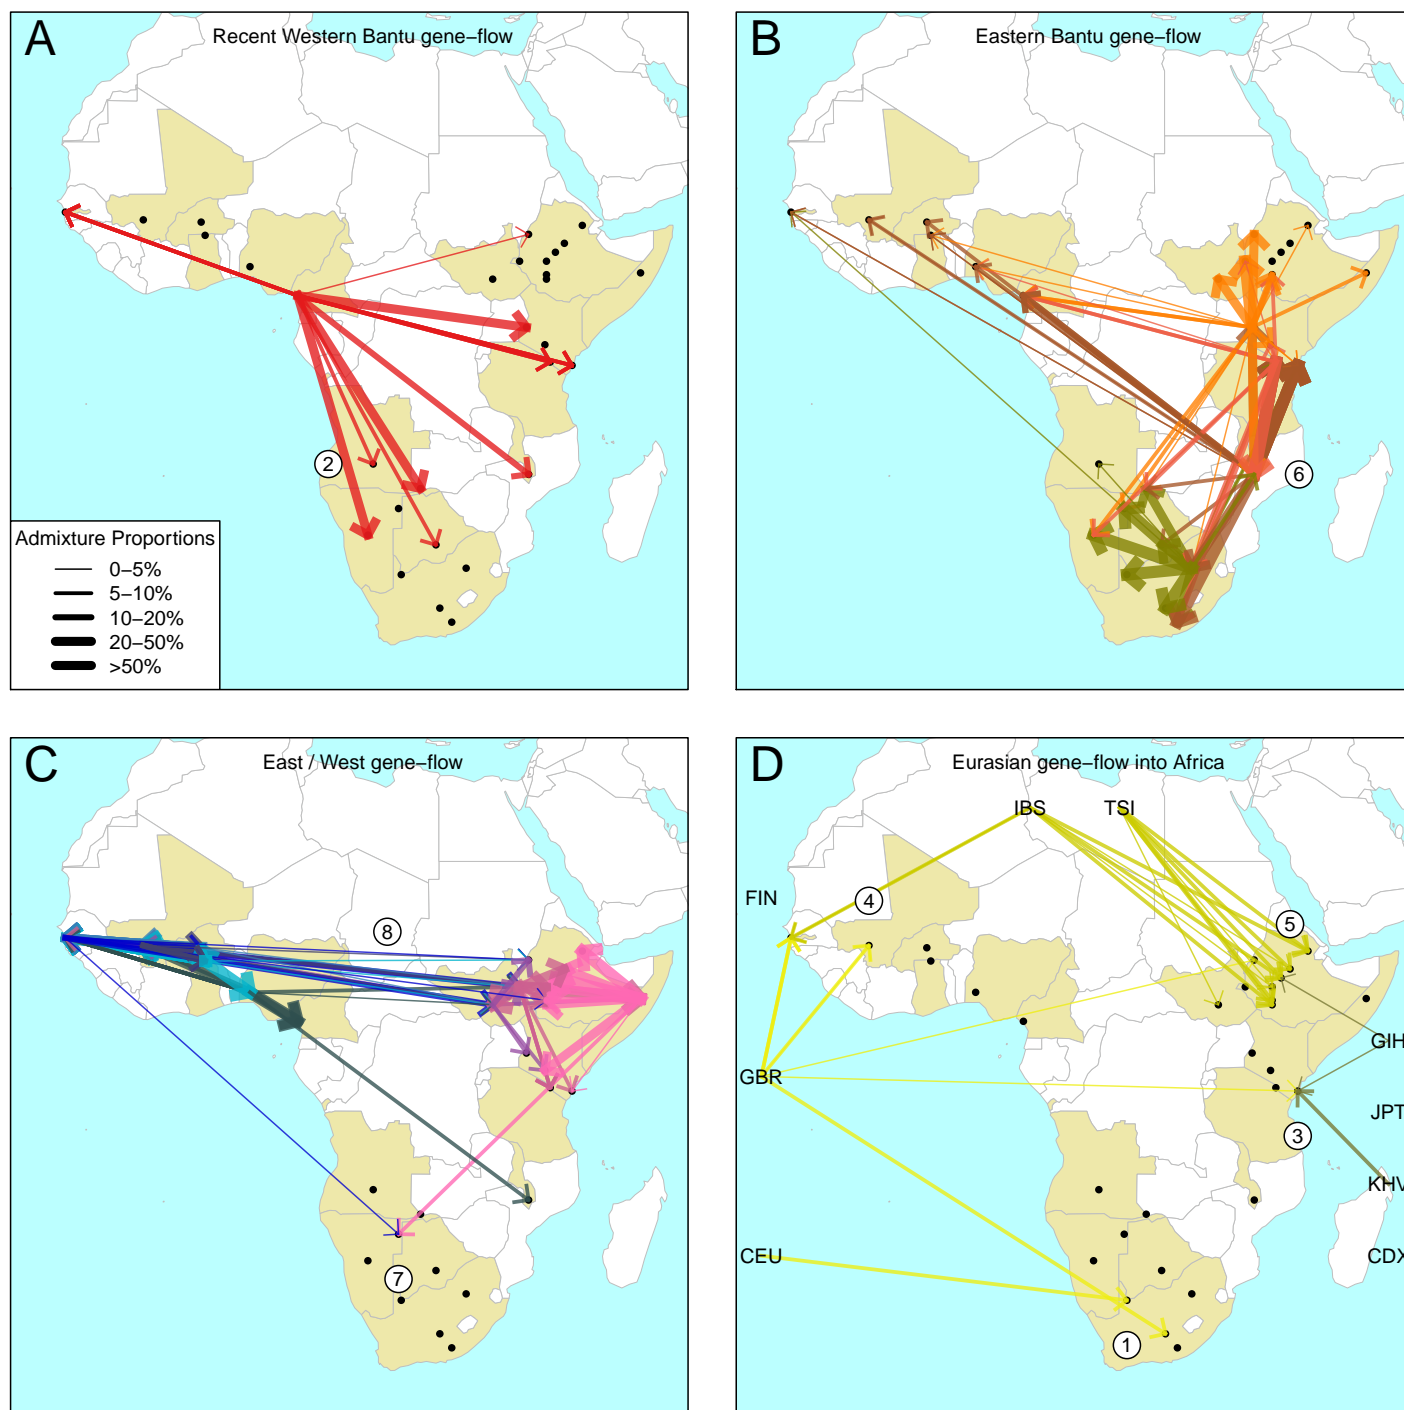 A
Recent Western Bantu gene−flow
2
Admixture Proportions
0−5%
5−10%
10−20%
20−50%
>50%
B
Eastern Bantu gene−flow
6
C
East / West gene−flow
8
7
D
Eurasian gene−flow into Africa
IBS
TSI
FIN
4
5
GIH
GBR
JPT
3
KHV
CEU
CDX
1